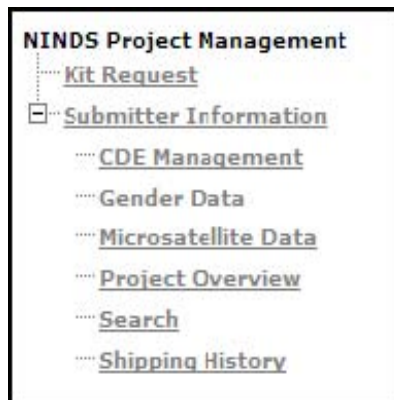 NINDS Project Management
Kit Request
Submitter Information
CDE Management
Gender Data
Microsatellite Data
Project Overview
Search
Shipping History